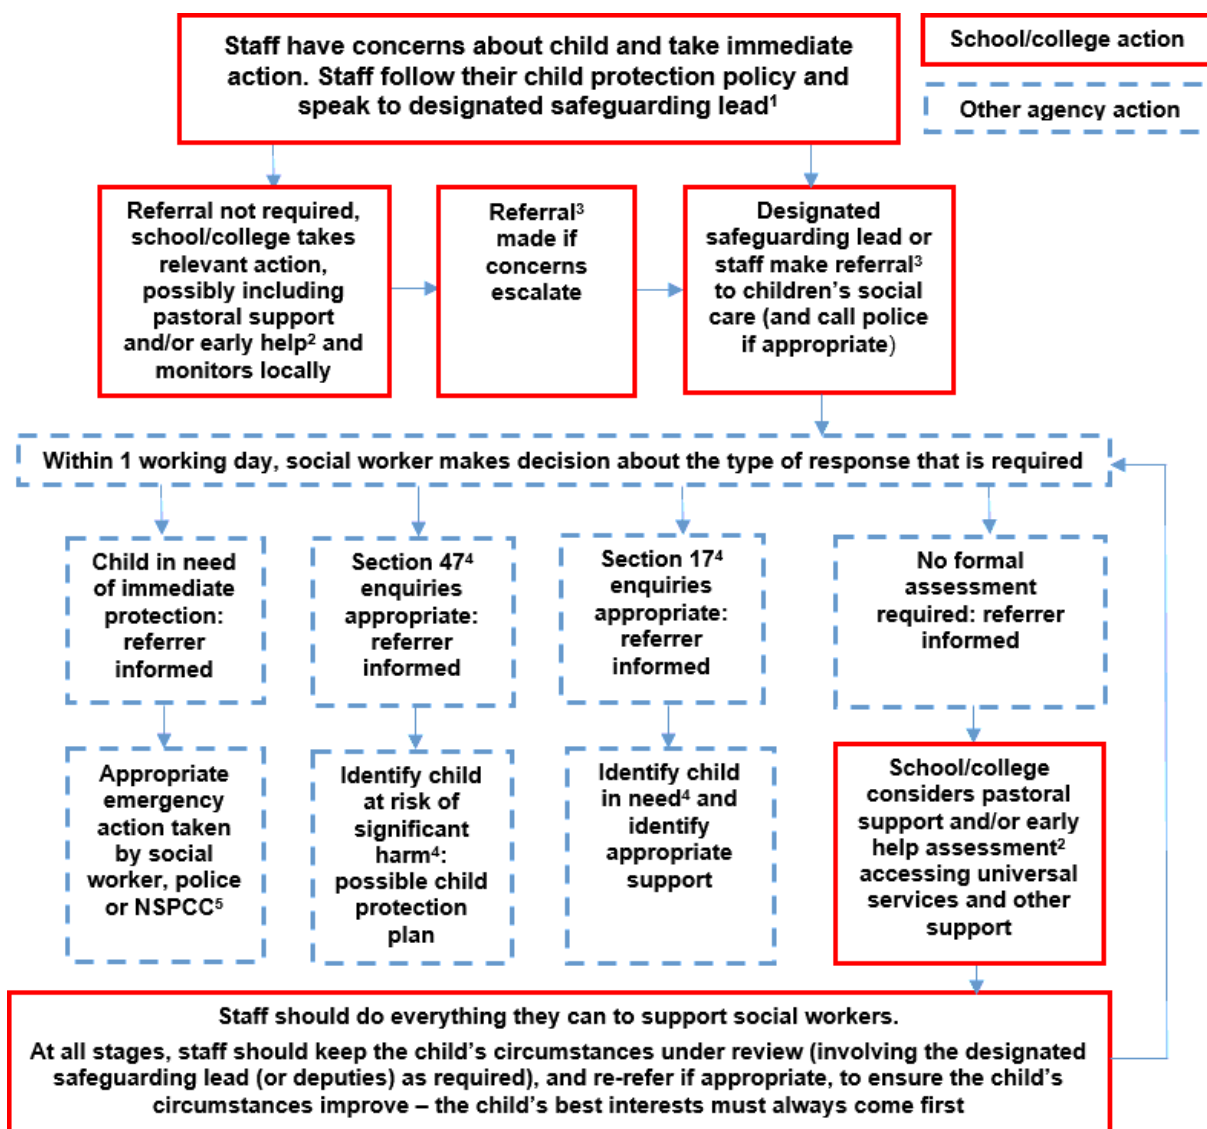 Staff have concerns about child and take immediate
action. Staff follow their child protection policy and
speak to designated safeguarding lead¹
School/college action
Other agency action
Referral not required,
school/college takes
relevant action,
possibly including
pastoral support
and/or early help² and
monitors locally
Referral³
made if
concerns
escalate
Designated
safeguarding lead or
staff make referral³
to children’s social
care (and call police
if appropriate)
Within 1 working day, social worker makes decision about the type of response that is required
Child in need
of immediate
protection:
referrer
informed
Section 47⁴
enquiries
appropriate:
referrer
informed
Section 17⁴
enquiries
appropriate:
referrer
informed
No formal
assessment
required: referrer
informed
Appropriate
emergency
action taken
by social
worker, police
or NSPCC⁵
Identify child
at risk of
significant
harm⁴:
possible child
protection
plan
Identify child
in need⁴ and
identify
appropriate
support
School/college
considers pastoral
support and/or early
help assessment²
accessing universal
services and other
support
Staff should do everything they can to support social workers.
At all stages, staff should keep the child’s circumstances under review (involving the designated
safeguarding lead (or deputies) as required), and re-refer if appropriate, to ensure the child’s
circumstances improve – the child’s best interests must always come first